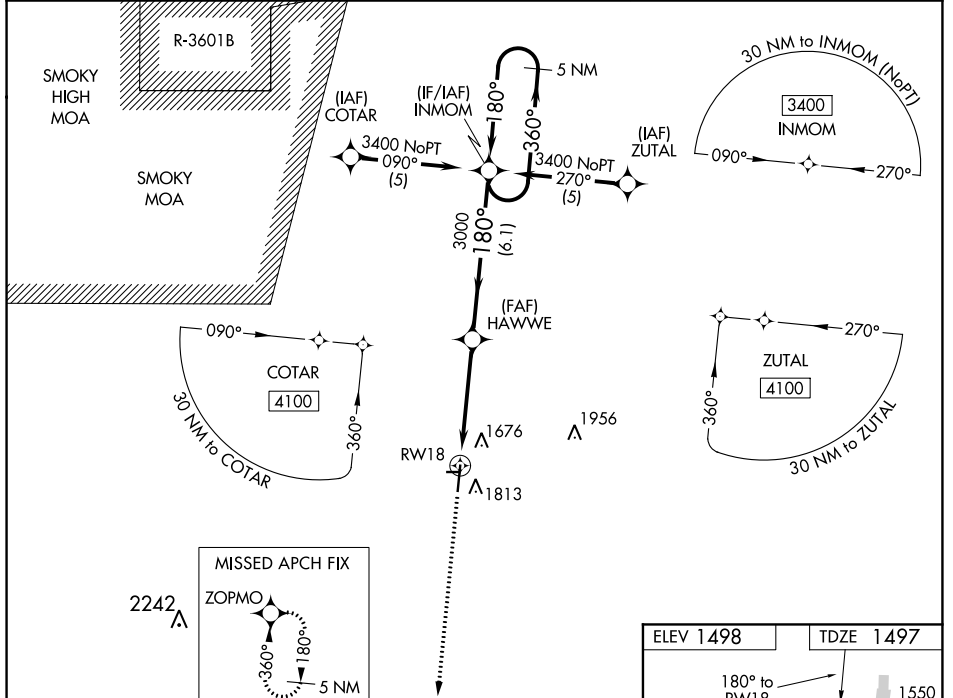 R-3601B
SMOKY
HIGH
MOA
SMOKY
MOA
(IAF)
COTAR
(IF/IAF)
INMOM
5 NM
180°
360°
(IAF)
ZUTAL
3400 NoPT
090°
(5)
3400 NoPT
270°
(5)
3000
180°
(6.1)
30 NM to INMOM (NoPT)
3400
INMOM
090°
270°
(FAF)
HAWWE
090°
COTAR
4100
360°
30 NM to COTAR
270°
ZUTAL
4100
360°
30 NM to ZUTAL
1676
1956
RW18
1813
MISSED APCH FIX
ZOPMO
360°
180°
5 NM
2242
ELEV 1498
TDZE 1497
180° to
RW18
1550